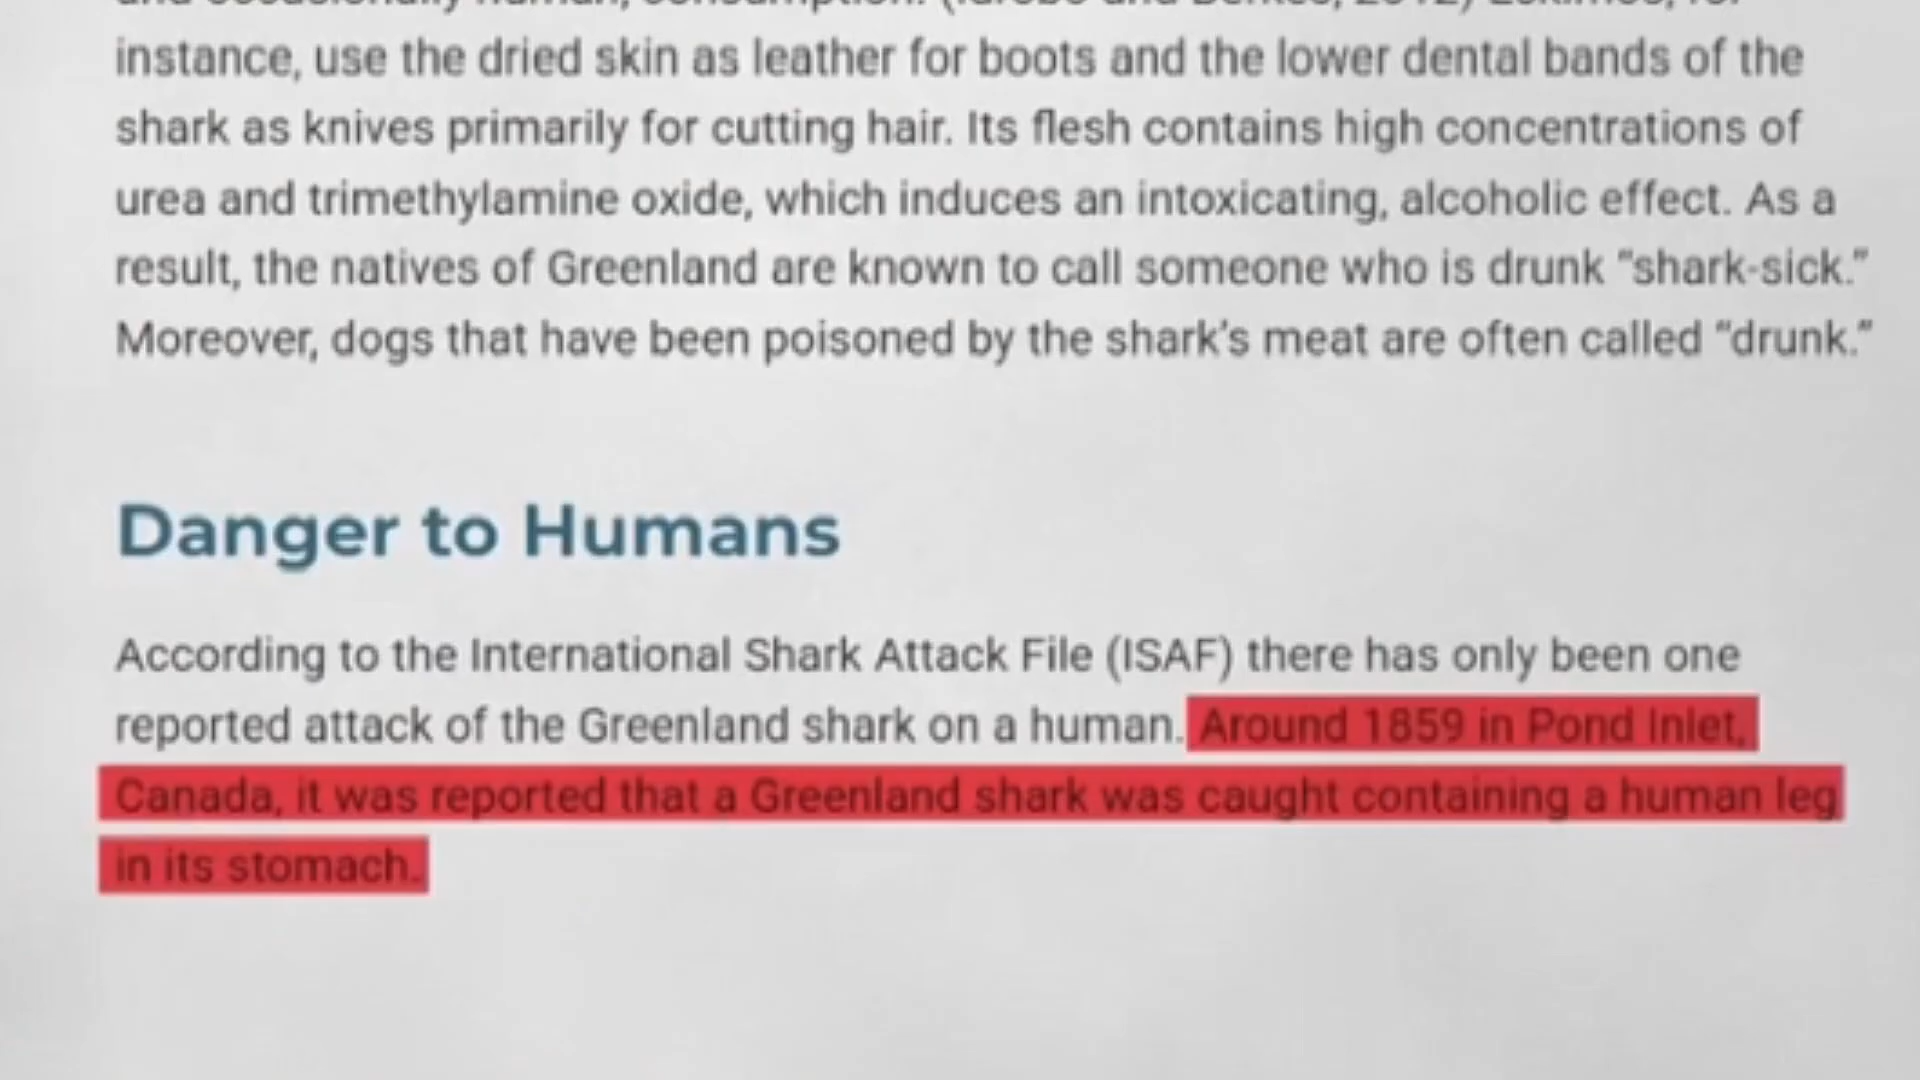 and occasionally human, consumption.
instance, use the dried skin as leather for boots and the lower dental bands of the
shark as knives primarily for cutting hair. Its flesh contains high concentrations of
urea and trimethylamine oxide, which induces an intoxicating, alcoholic effect. As a
result, the natives of Greenland are known to call someone who is drunk “shark-sick.”
Moreover, dogs that have been poisoned by the shark’s meat are often called “drunk.”
Danger to Humans
According to the International Shark Attack File (ISAF) there has only been one
reported attack of the Greenland shark on a human. Around 1859 in Pond Inlet,
Canada, it was reported that a Greenland shark was caught containing a human leg
in its stomach.